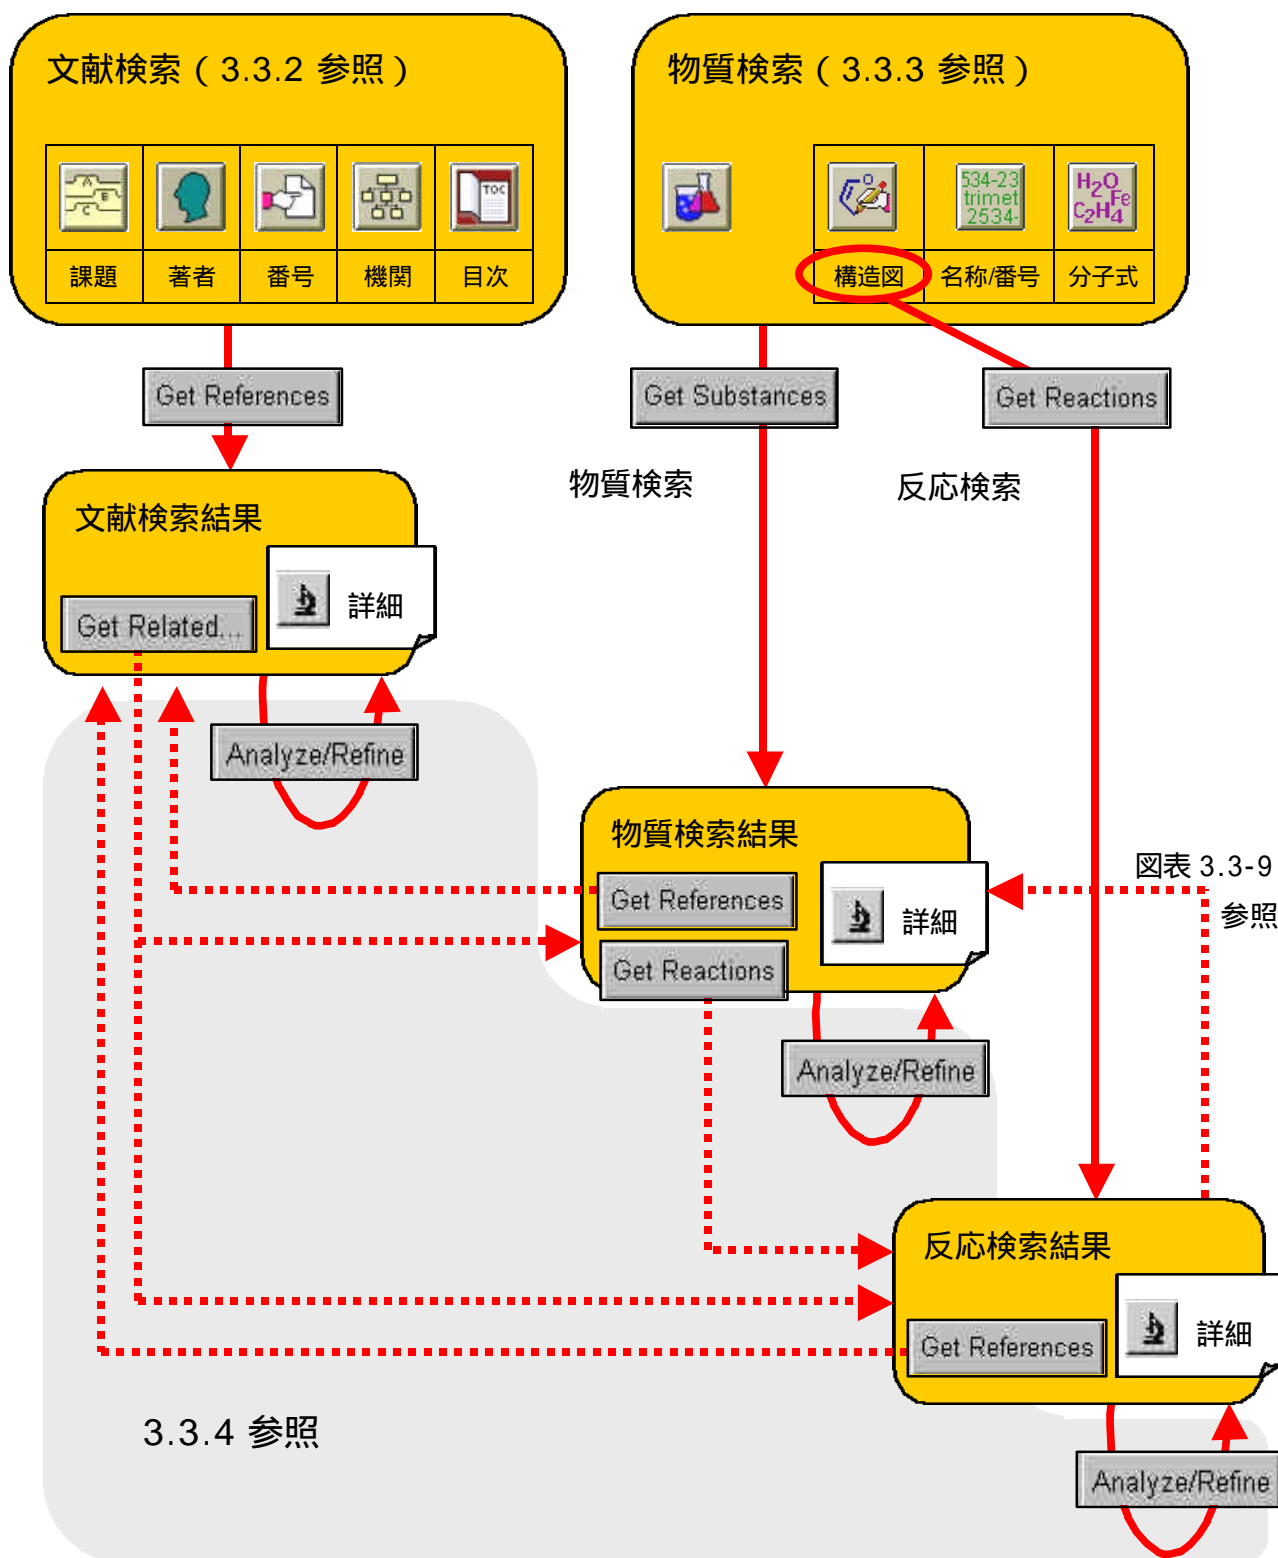 文献検索（3.3.2 参照）
課題 著者 番号 機関 目次
A
B
C
TOC
物質検索（3.3.3 参照）
534-23
trimet
2534-
H2O
Fe
C2H4
構造図 名称/番号 分子式
Get References
Get Substances
Get Reactions
物質検索
反応検索
文献検索結果
詳細
Get Related...
Analyze/Refine
物質検索結果
Get References
詳細
Get Reactions
Analyze/Refine
図表 3.3-9
参照
反応検索結果
詳細
Get References
Analyze/Refine
3.3.4 参照